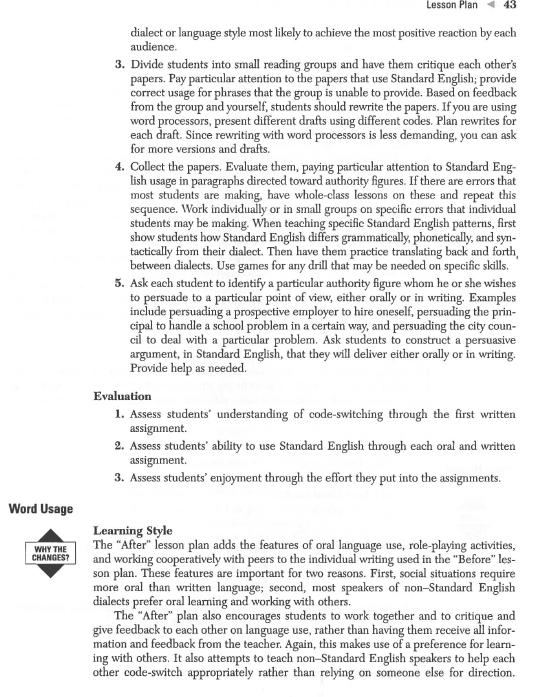 Lesson Plan ◄ 43
dialect or language style most likely to achieve the most positive reaction by each
audience.
3. Divide students into small reading groups and have them critique each other's
papers. Pay particular attention to the papers that use Standard English; provide
correct usage for phrases that the group is unable to provide. Based on feedback
from the group and yourself, students should rewrite the papers. If you are using
word processors, present different drafts using different codes. Plan rewrites for
each draft. Since rewriting with word processors is less demanding, you can ask
for more versions and drafts.
4. Collect the papers. Evaluate them, paying particular attention to Standard Eng-
lish usage in paragraphs directed toward authority figures. If there are errors that
most students are making, have whole-class lessons on these and repeat this
sequence. Work individually or in small groups on specific errors that individual
students may be making. When teaching specific Standard English patterns, first
show students how Standard English differs grammatically, phonetically, and syn-
tactically from their dialect. Then have them practice translating back and forth
between dialects. Use games for any drill that may be needed on specific skills.
5. Ask each student to identify a particular authority figure whom he or she wishes
to persuade to a particular point of view, either orally or in writing. Examples
include persuading a prospective employer to hire oneself, persuading the prin-
cipal to handle a school problem in a certain way, and persuading the city coun-
cil to deal with a particular problem. Ask students to construct a persuasive
argument, in Standard English, that they will deliver either orally or in writing.
Provide help as needed.
Evaluation
1. Assess students' understanding of code-switching through the first written
assignment.
2. Assess students' ability to use Standard English through each oral and written
assignment.
3. Assess students' enjoyment through the effort they put into the assignments.
Word Usage
WHY THE
CHANGES?
Learning Style
The "After" lesson plan adds the features of oral language use, role-playing activities,
and working cooperatively with peers to the individual writing used in the "Before" les-
son plan. These features are important for two reasons. First, social situations require
more oral than written language; second, most speakers of non–Standard English
dialects prefer oral learning and working with others.
The "After" plan also encourages students to work together and to critique and
give feedback to each other on language use, rather than having them receive all infor-
mation and feedback from the teacher. Again, this makes use of a preference for learn-
ing with others. It also attempts to teach non–Standard English speakers to help each
other code-switch appropriately rather than relying on someone else for direction.